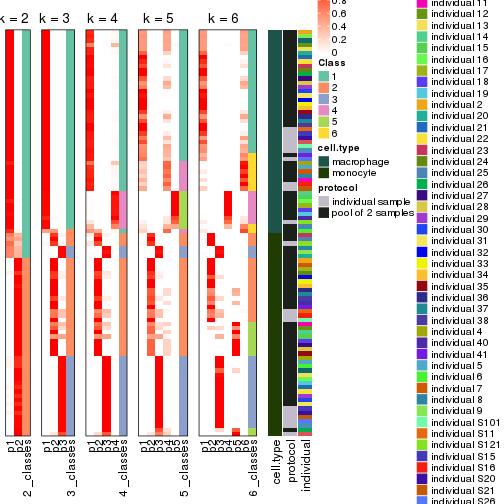 k = 2
k = 3
k = 4
k = 5
k = 6
0.8
0.6
0.4
0.2
0
Class
1
2
3
4
5
6
cell.type
macrophage
monocyte
protocol
individual sample
pool of 2 samples
individual 11
individual 12
individual 13
individual 14
individual 15
individual 16
individual 17
individual 18
individual 19
individual 2
individual 20
individual 21
individual 22
individual 23
individual 24
individual 25
individual 26
individual 27
individual 28
individual 29
individual 30
individual 31
individual 32
individual 33
individual 34
individual 35
individual 36
individual 37
individual 38
individual 4
individual 40
individual 41
individual 5
individual 6
individual 7
individual 8
individual 9
individual S101
individual S11
individual S121
individual S15
individual S16
individual S20
individual S21
individual S26
p1
p2
2_classes
p1
p2
p3
3_classes
p1
p2
p3
p4
4_classes
p1
p2
p3
p4
p5
5_classes
p1
p2
p3
p4
p5
p6
6_classes
cell.type
protocol
individual